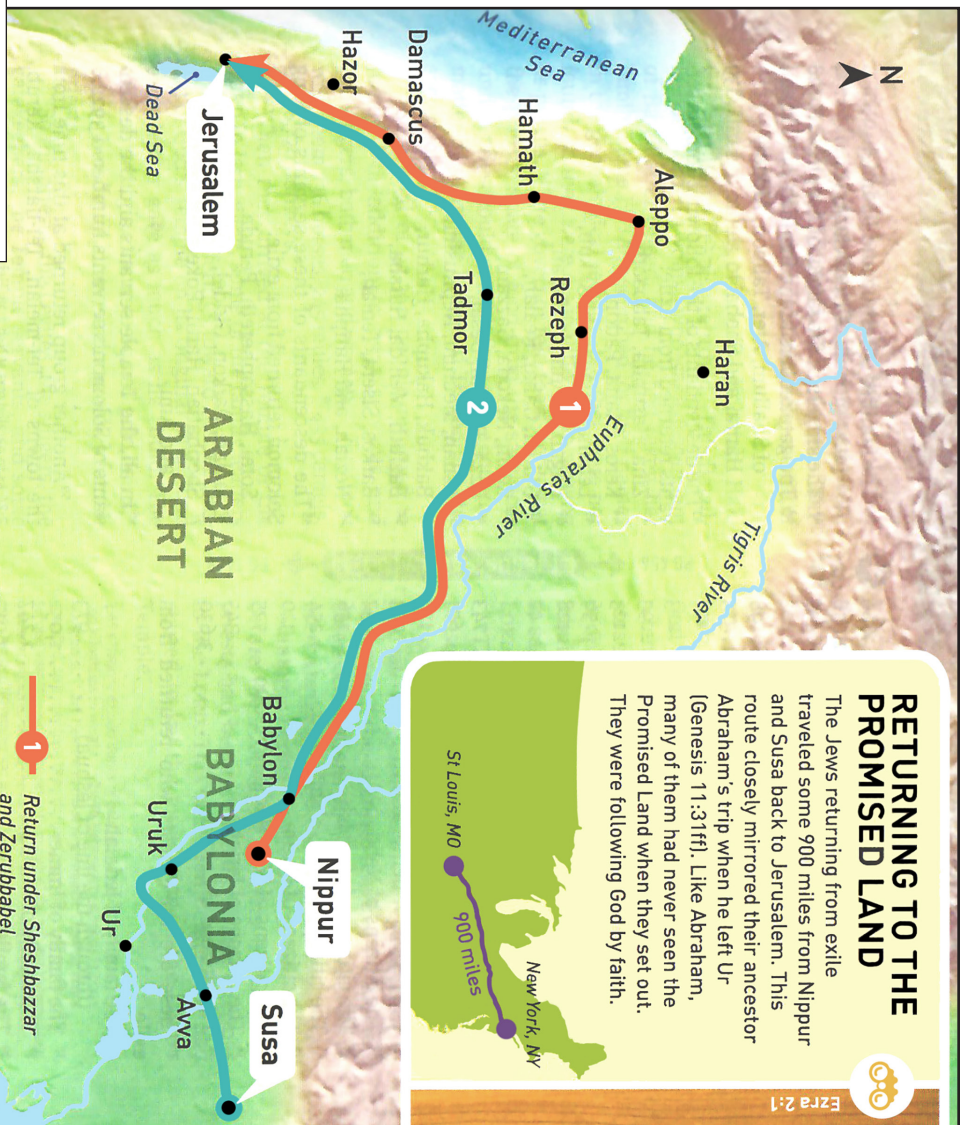 RETURNING TO THE
PROMISED LAND
The Jews returning from exile
traveled some 900 miles from Nippur
and Susa back to Jerusalem. This
route closely mirrored their ancestor
Abraham's trip when he left Ur
(Genesis 11:31ff). Like Abraham,
many of them had never seen the
Promised Land when they set out.
They were following God by faith.
St Louis, MO
900 miles
New York, NY
Ezra 2:1
N
Mediterranean
Sea
Aleppo
Hamath
Damascus
Hazor
Jerusalem
Dead Sea
Haran
Rezeph
Tadmor
1
2
Euphrates River
Tigris River
ARABIAN
DESERT
BABYLONIA
Babylon
Nippur
Uruk
Ur
Avva
Susa
1
Return under Sheshbazzar
and Zerubbabel